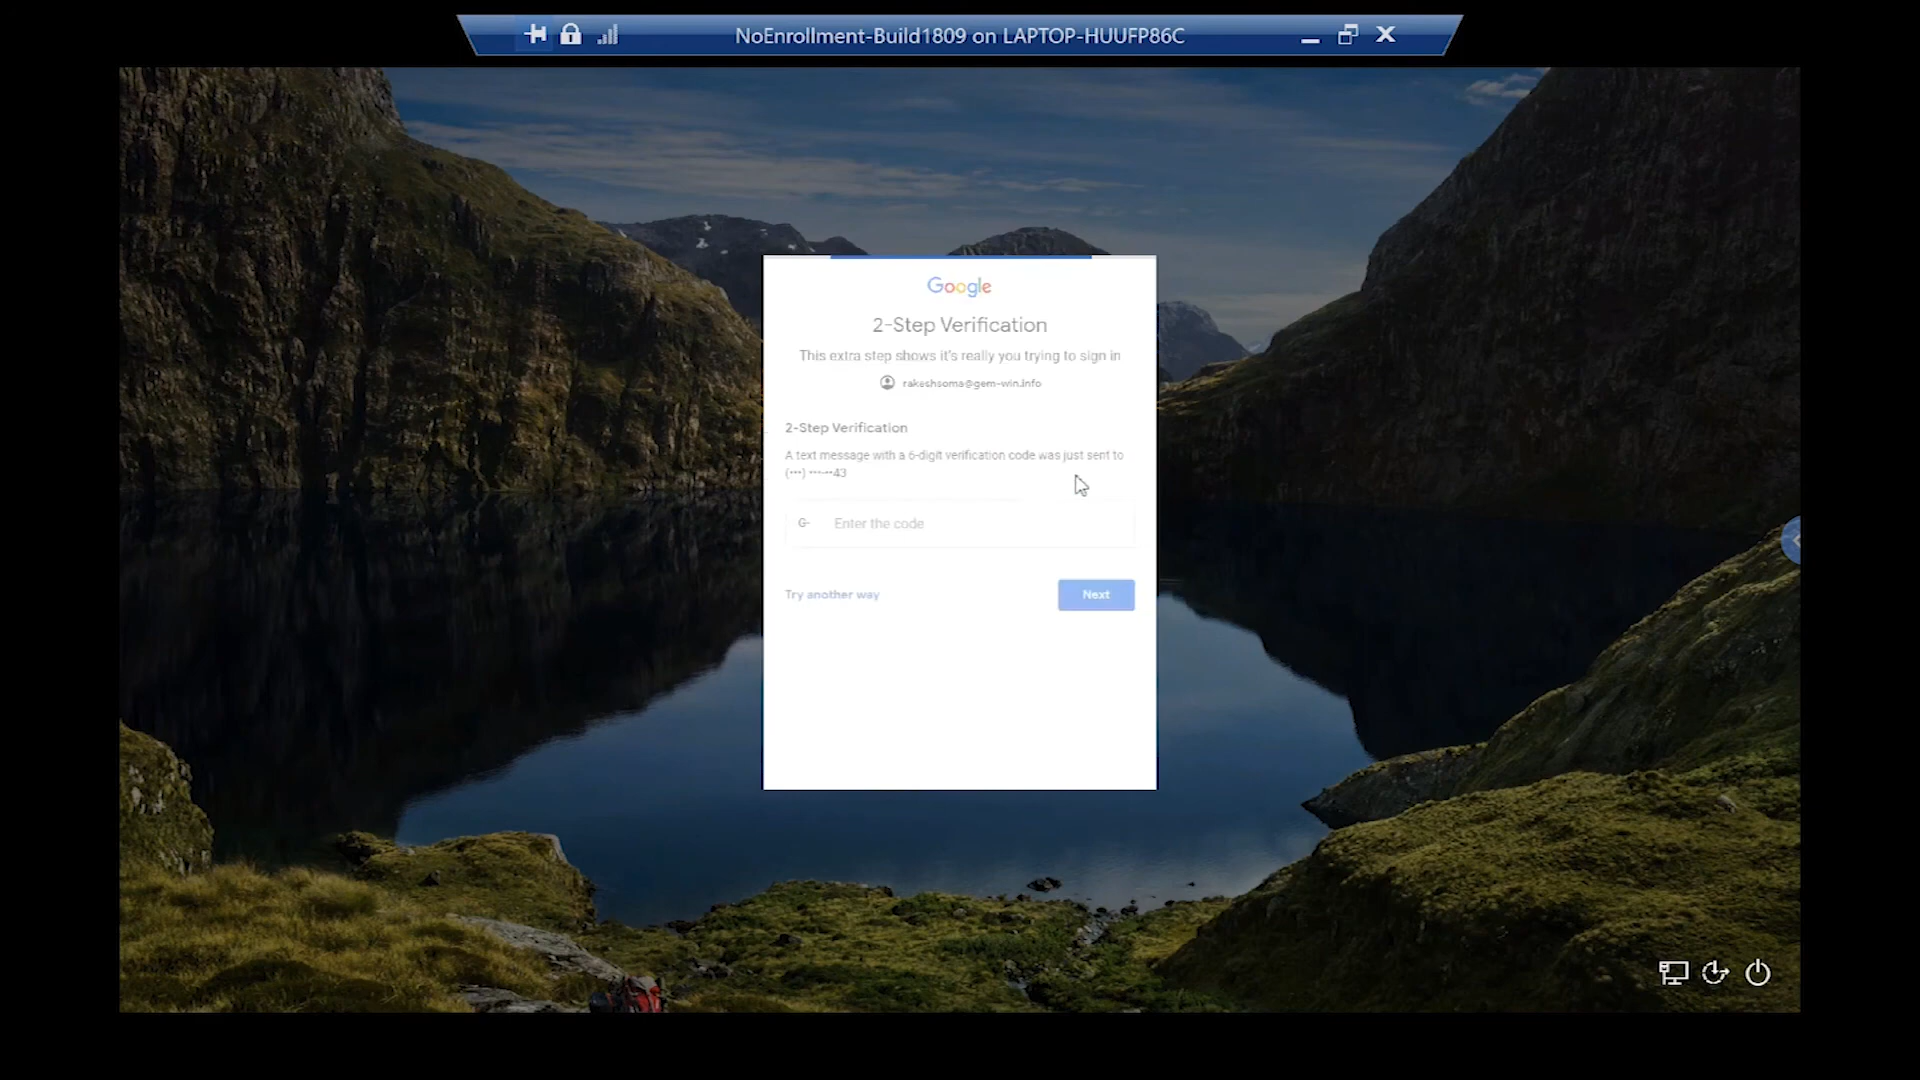 NoEnrollment-Build1809 on LAPTOP-HUUFP86C
Google
2-Step Verification
This extra step shows it's really you trying to sign in
rakeshsoma@gem-win.info
2-Step Verification
A text message with a 6-digit verification code was just sent to
(•••) •••-••43
G- Enter the code
Try another way
Next